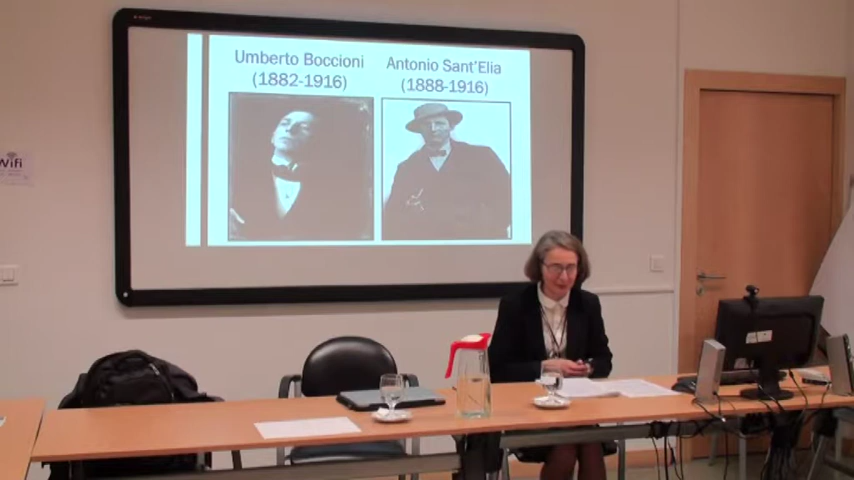 Umberto Boccioni
(1882-1916)
Antonio Sant'Elia
(1888-1916)
Wifi